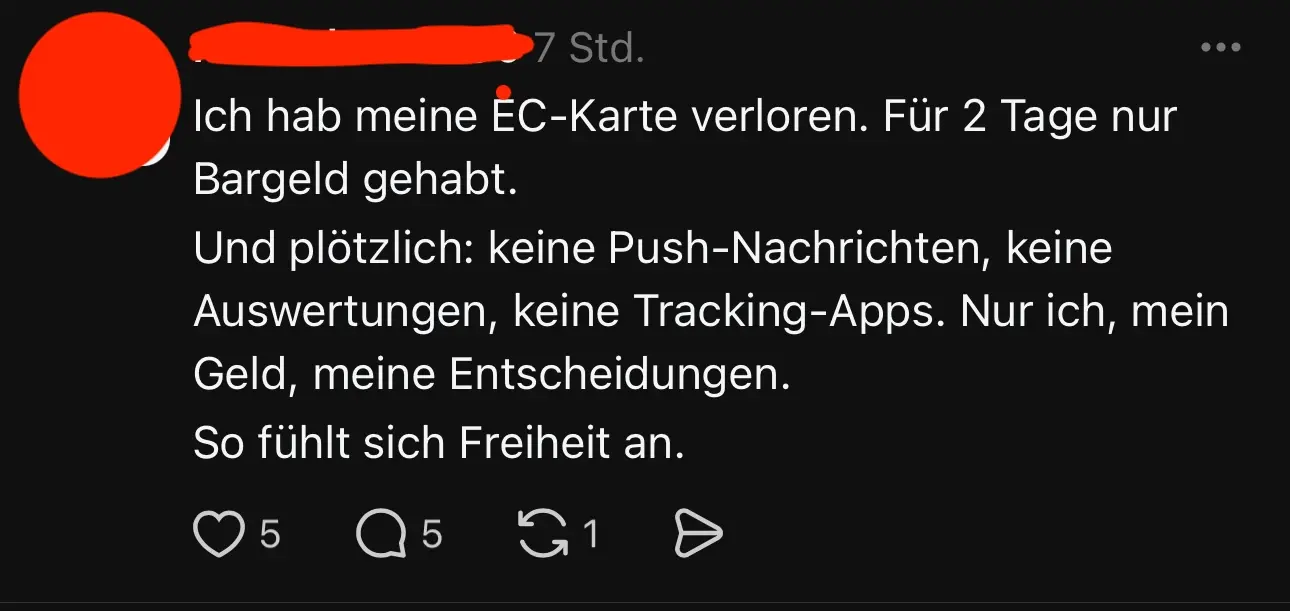 7 Std.
Ich hab meine EC-Karte verloren. Für 2 Tage nur
Bargeld gehabt.
Und plötzlich: keine Push-Nachrichten, keine
Auswertungen, keine Tracking-Apps. Nur ich, mein
Geld, meine Entscheidungen.
So fühlt sich Freiheit an.
5 5 1